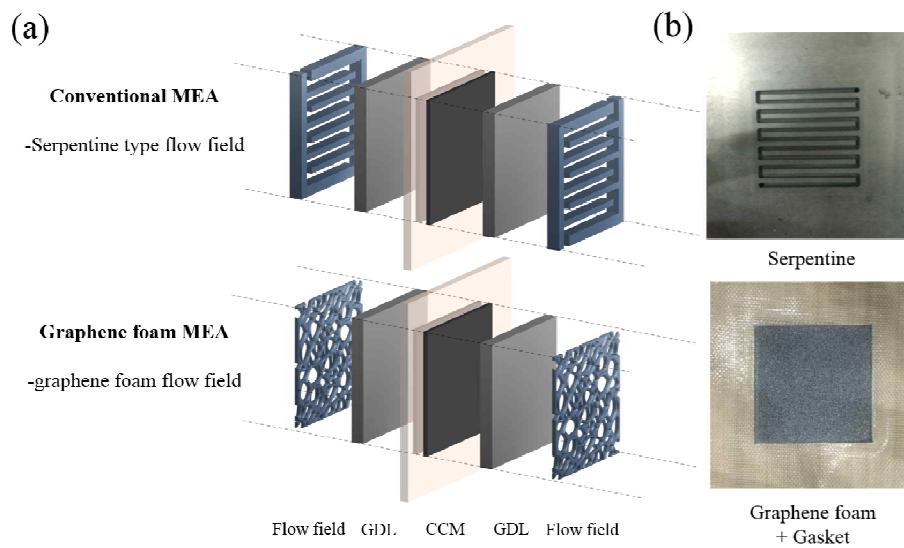 (a)
Conventional MEA
-Serpentine type flow field
Graphene foam MEA
-graphene foam flow field
Flow field GDL CCM GDL Flow field
(b)
Serpentine
Graphene foam
+ Gasket